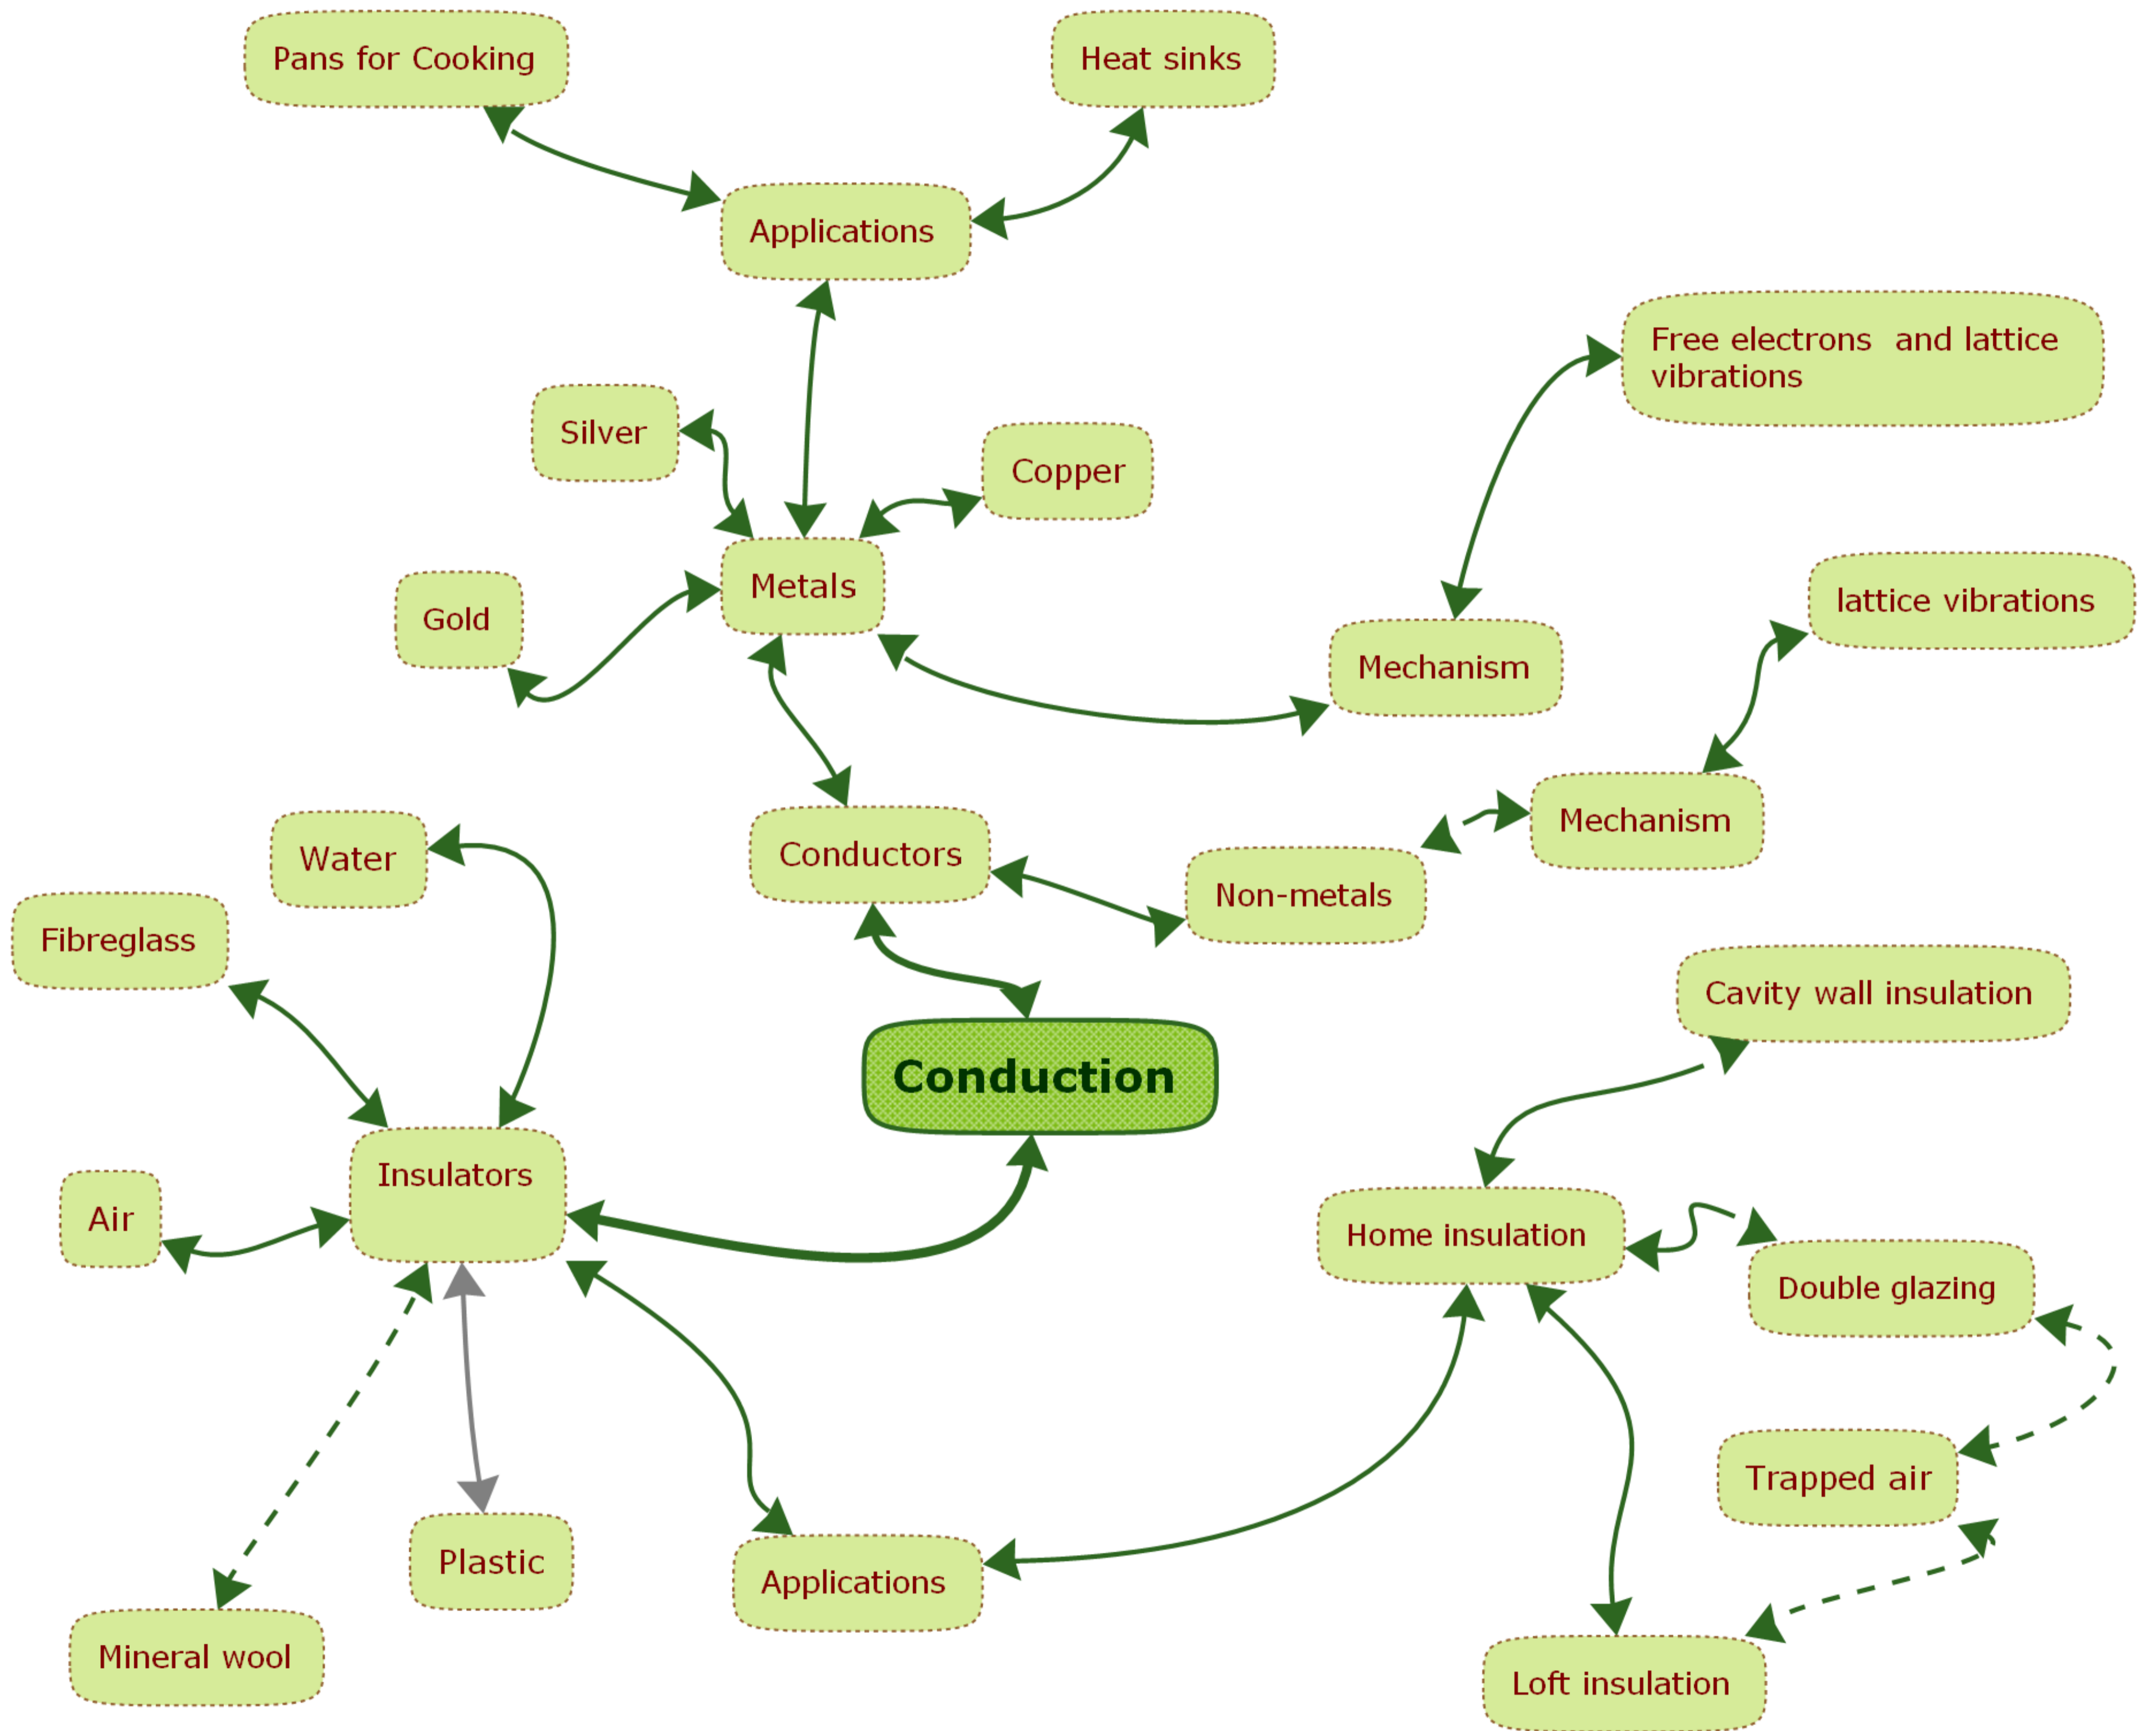 Pans for Cooking
Heat sinks
Applications
Free electrons  and lattice
vibrations
Silver
Copper
Metals
Gold
lattice vibrations
Mechanism
Mechanism
Water
Conductors
Non-metals
Fibreglass
Cavity wall insulation
Conduction
Insulators
Air
Home insulation
Double glazing
Trapped air
Plastic
Applications
Mineral wool
Loft insulation